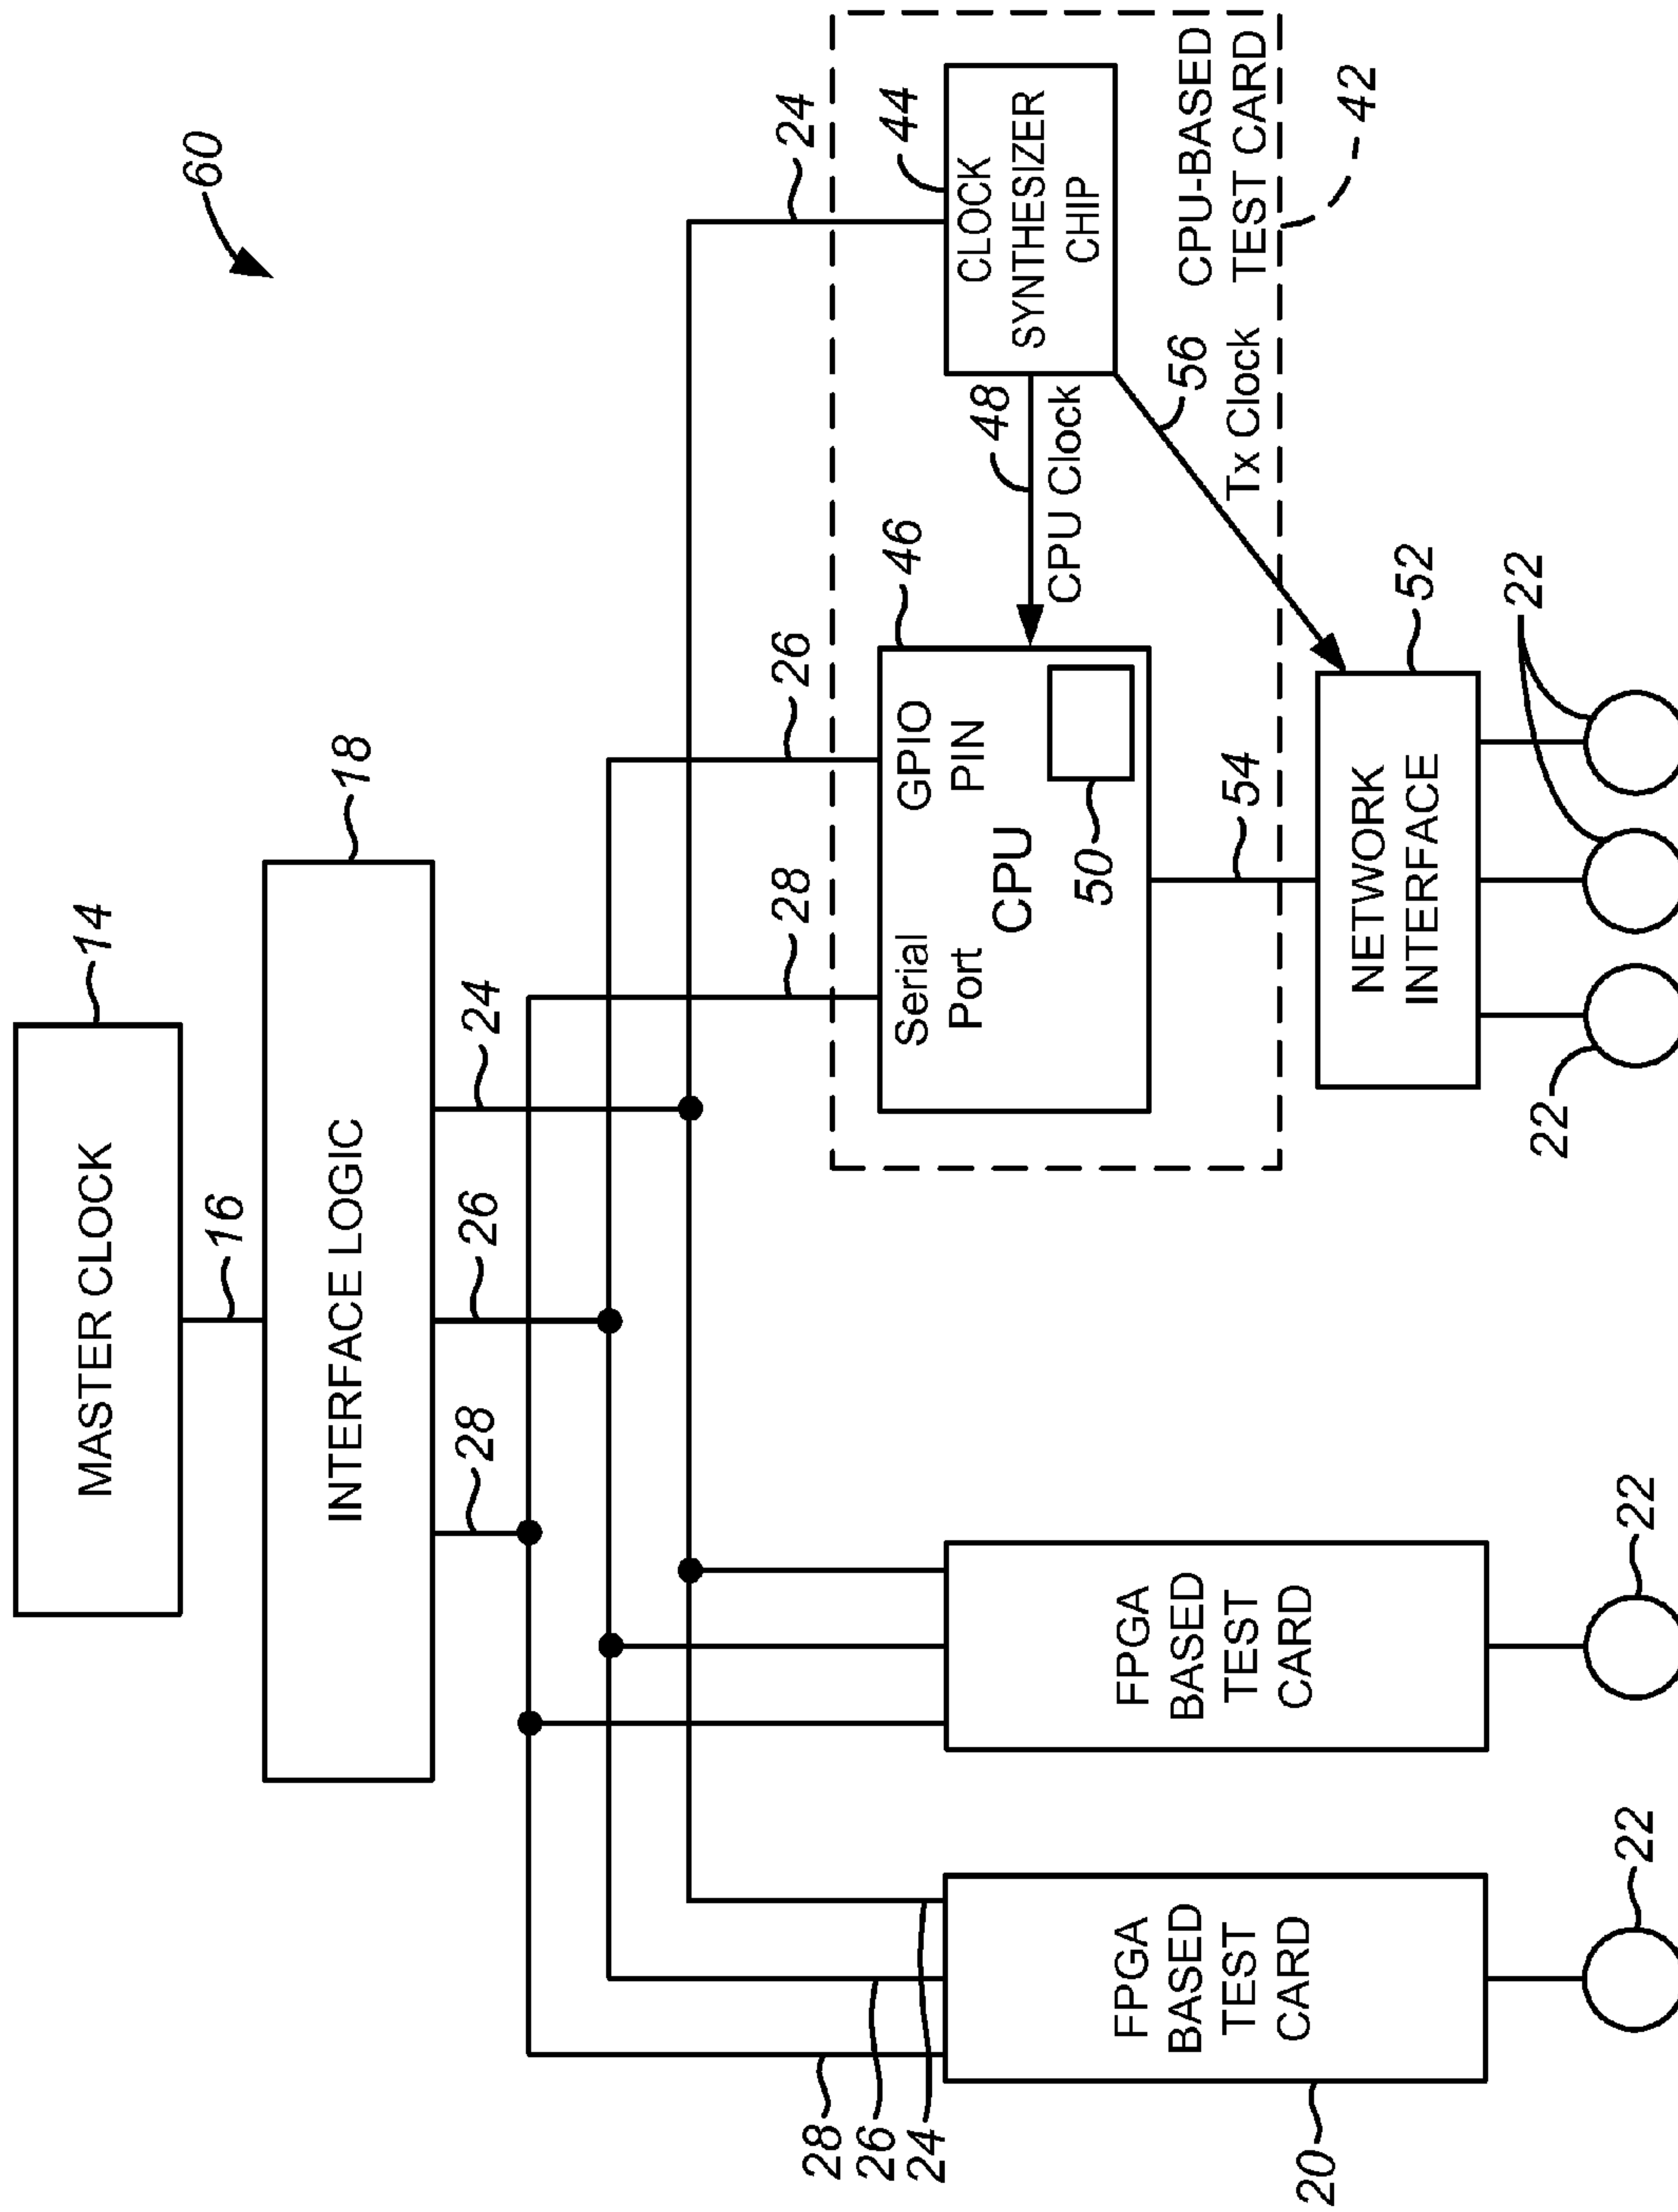 60
14
MASTER CLOCK
16
18
INTERFACE LOGIC
28
26
24
28
26
24
28
26
24
20
FPGA
BASED
TEST
CARD
22
FPGA
BASED
TEST
CARD
22
46
Serial
Port
GPIO
PIN
CPU
50
48
CPU Clock
44
CLOCK
SYNTHESIZER
CHIP
56
Tx Clock
CPU-BASED
TEST CARD
42
54
52
NETWORK
INTERFACE
22
22